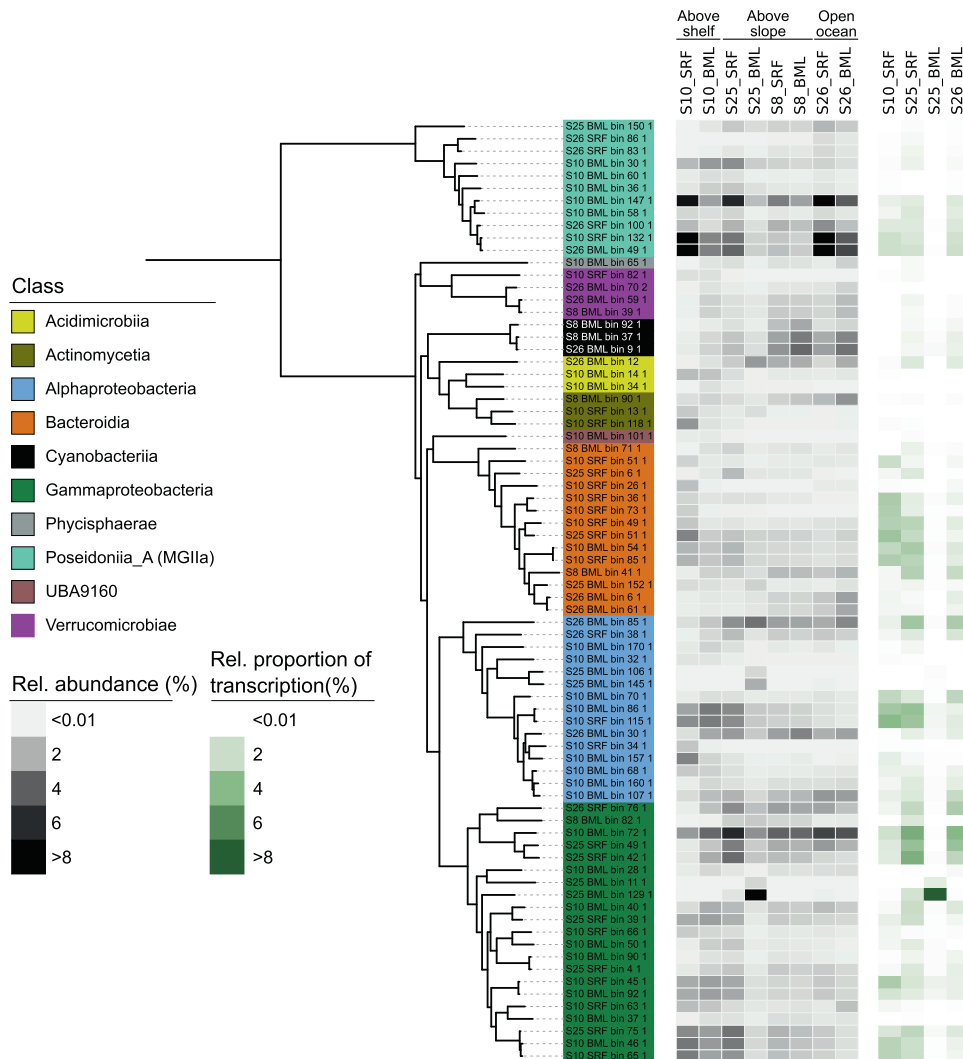 Above shelf
Above slope
Open ocean
S10_SRF
S10_BML
S25_SRF
S25_BML
S8_SRF
S8_BML
S26_SRF
S26_BML
S10_SRF
S25_SRF
S25_BML
S26_BML
S25 BML bin 150 1
S26 SRF bin 86 1
S26 SRF bin 83 1
S10 BML bin 30 1
S10 BML bin 60 1
S10 BML bin 36 1
S10 BML bin 147 1
S10 BML bin 58 1
S26 SRF bin 100 1
S10 SRF bin 132 1
S26 BML bin 49 1
S10 BML bin 65 1
S10 SRF bin 82 1
S26 BML bin 70 2
S26 BML bin 59 1
S8 BML bin 39 1
S8 BML bin 92 1
S8 BML bin 37 1
S26 BML bin 9 1
S26 BML bin 12
S10 BML bin 14 1
S10 BML bin 34 1
S8 BML bin 90 1
S10 SRF bin 13 1
S10 SRF bin 118 1
S10 BML bin 101 1
S8 BML bin 71 1
S10 SRF bin 51 1
S25 SRF bin 6 1
S10 SRF bin 26 1
S10 SRF bin 36 1
S10 SRF bin 73 1
S10 SRF bin 49 1
S25 SRF bin 51 1
S10 BML bin 54 1
S10 SRF bin 85 1
S8 BML bin 41 1
S25 BML bin 152 1
S26 BML bin 6 1
S26 BML bin 61 1
S26 BML bin 85 1
S26 SRF bin 38 1
S10 BML bin 170 1
S10 BML bin 32 1
S25 BML bin 106 1
S25 BML bin 145 1
S10 BML bin 70 1
S10 BML bin 86 1
S10 SRF bin 115 1
S26 BML bin 30 1
S10 SRF bin 34 1
S10 BML bin 157 1
S10 BML bin 68 1
S10 BML bin 160 1
S10 BML bin 107 1
S26 SRF bin 76 1
S8 BML bin 82 1
S10 BML bin 72 1
S25 SRF bin 49 1
S25 SRF bin 42 1
S10 BML bin 28 1
S25 BML bin 11 1
S25 BML bin 129 1
S10 BML bin 40 1
S25 SRF bin 39 1
S10 SRF bin 66 1
S10 BML bin 50 1
S10 BML bin 90 1
S25 SRF bin 4 1
S10 SRF bin 45 1
S10 BML bin 92 1
S10 SRF bin 63 1
S10 BML bin 37 1
S25 SRF bin 75 1
S10 BML bin 46 1
S10 SRF bin 65 1
Class
Acidimicrobiia
Actinomycetia
Alphaproteobacteria
Bacteroidia
Cyanobacteriia
Gammaproteobacteria
Phycisphaerae
Poseidoniia_A (MGIIa)
UBA9160
Verrucomicrobiae
Rel. abundance (%)
<0.01
2
4
6
>8
Rel. proportion of
transcription(%)
<0.01
2
4
6
>8